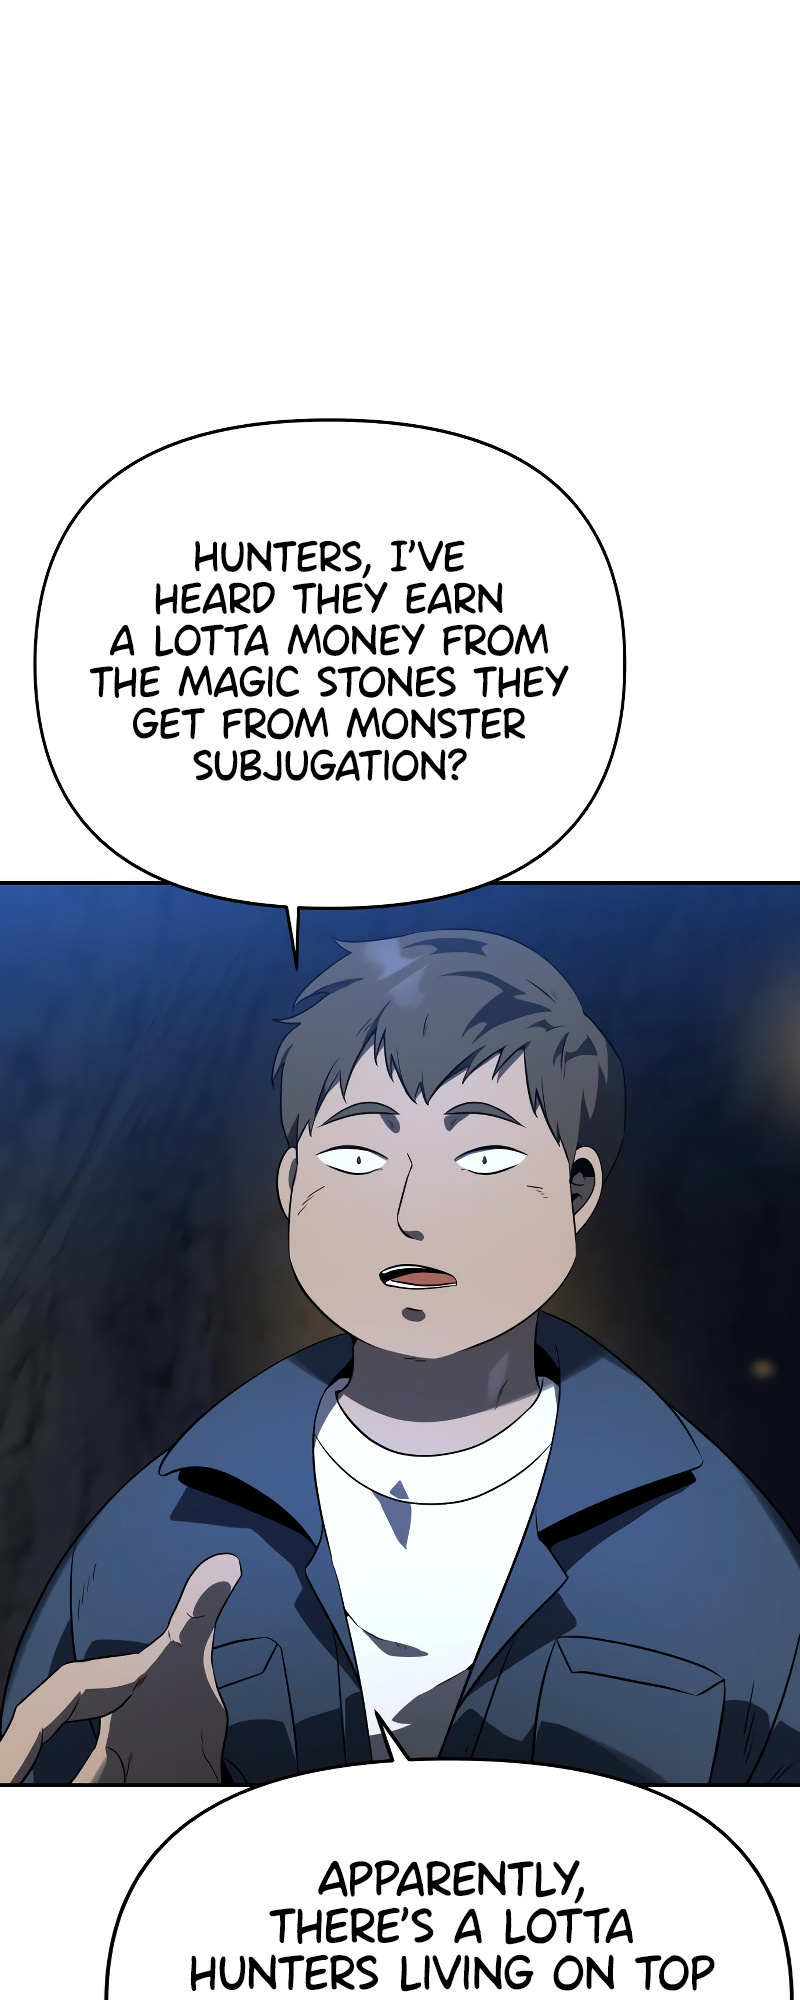 HUNTERS, I'VE
HEARD THEY EARN
A LOTTA MONEY FROM
THE MAGIC STONES THEY
GET FROM MONSTER
SUBJUGATION?
APPARENTLY,
THERE'S A LOTTA
HUNTERS LIVING ON TOP